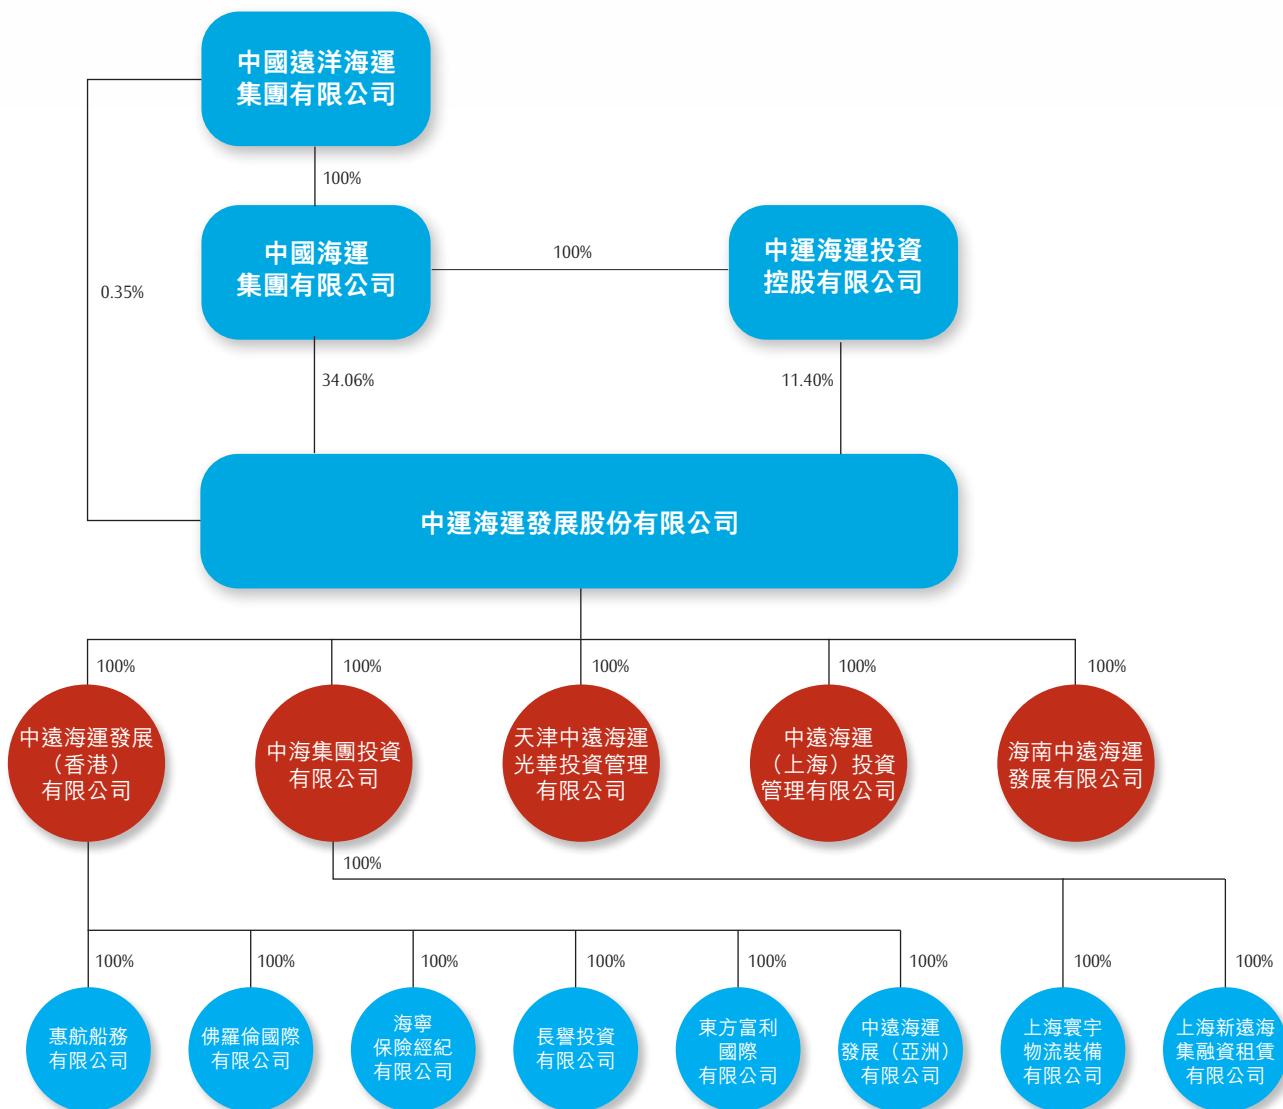 中國遠洋海運
集團有限公司
100%
中國海運
集團有限公司
100%
中運海運投資
控股有限公司
0.35%
34.06%
11.40%
中運海運發展股份有限公司
100%
100%
100%
100%
100%
中遠海運發展
（香港）
有限公司
中海集團投資
有限公司
天津中遠海運
光華投資管理
有限公司
中遠海運
（上海）投資
管理有限公司
海南中遠海運
發展有限公司
100%
100%
100%
100%
100%
100%
100%
100%
100%
惠航船務
有限公司
佛羅倫國際
有限公司
海寧
保險經紀
有限公司
長譽投資
有限公司
東方富利
國際
有限公司
中遠海運
發展（亞洲）
有限公司
上海寰宇
物流裝備
有限公司
上海新遠海
集融資租賃
有限公司